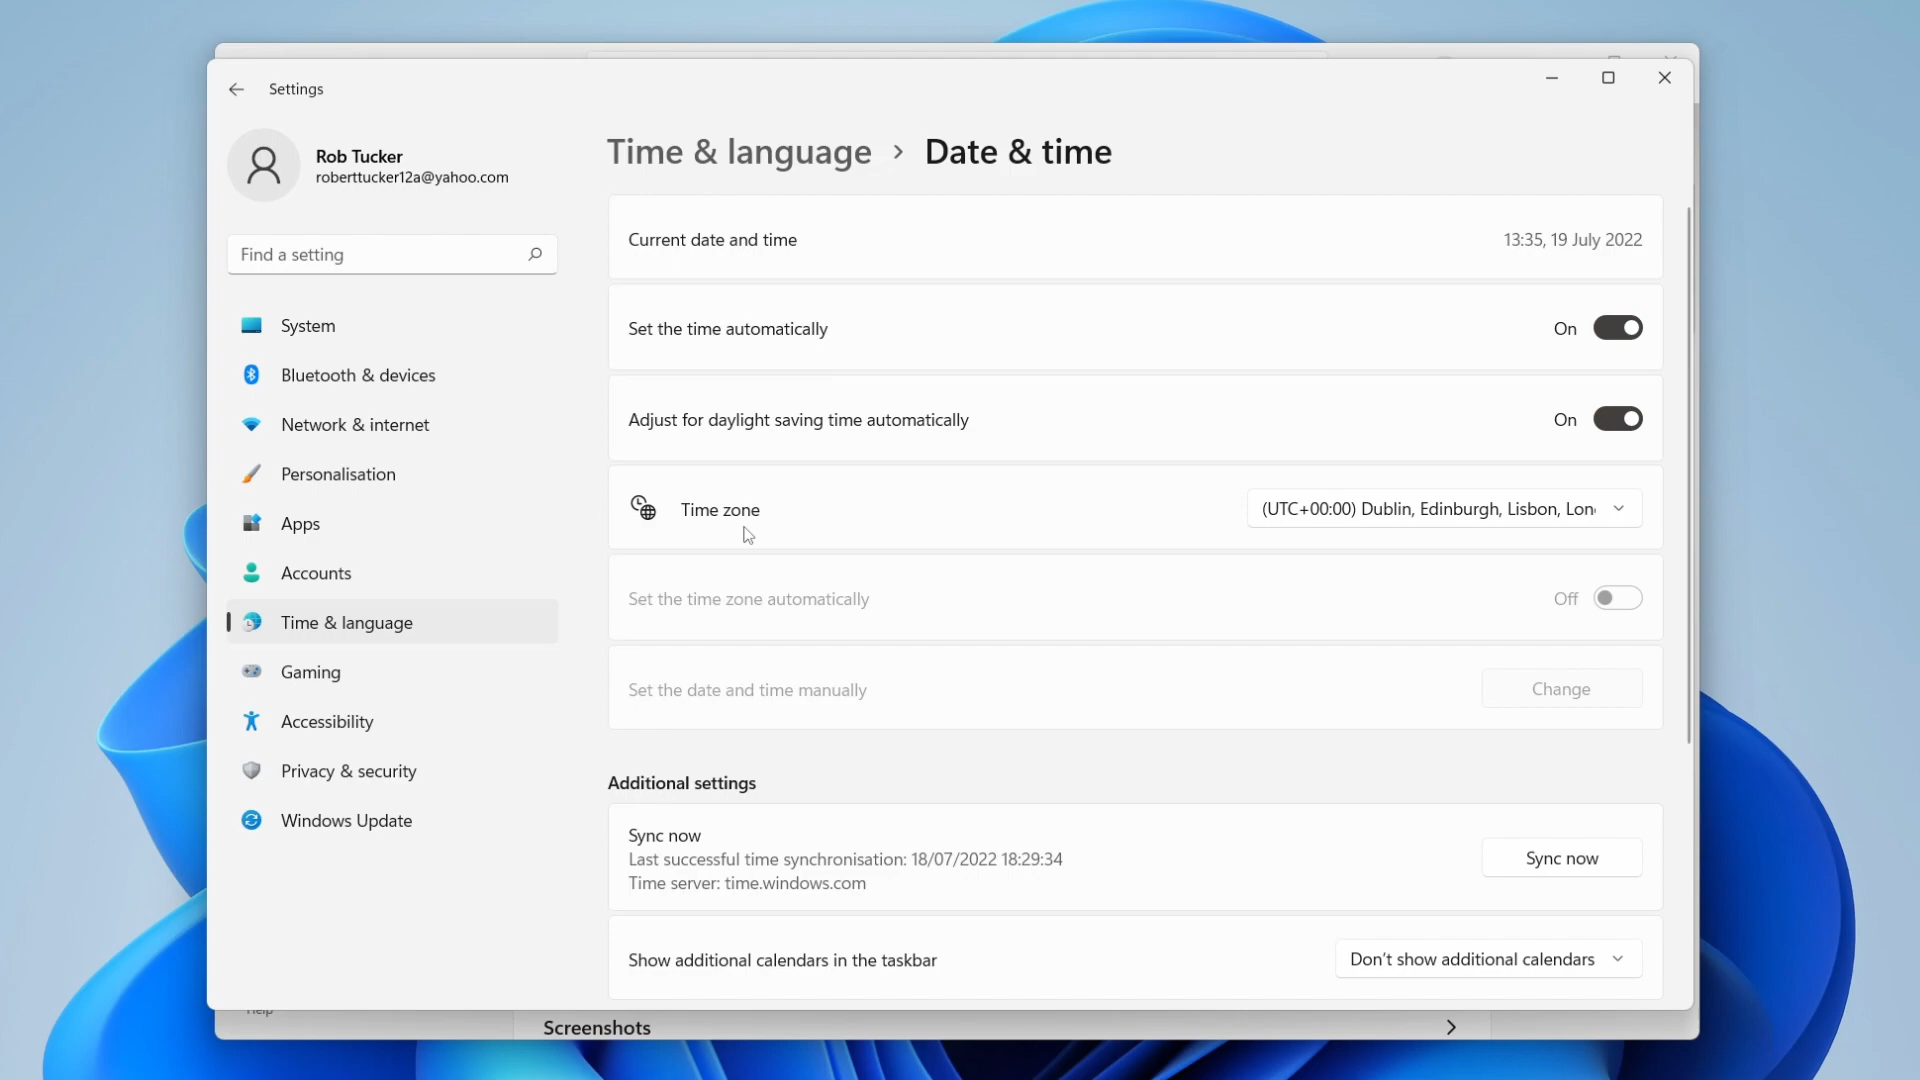 Settings
Rob Tucker
roberttucker12a@yahoo.com
Find a setting
System
Bluetooth & devices
Network & internet
Personalisation
Apps
Accounts
Time & language
Gaming
Accessibility
Privacy & security
Windows Update
Time & language > Date & time
Current date and time
13:35, 19 July 2022
Set the time automatically
On
Adjust for daylight saving time automatically
On
Time zone
(UTC+00:00) Dublin, Edinburgh, Lisbon, Lon
Set the time zone automatically
Off
Set the date and time manually
Change
Additional settings
Sync now
Last successful time synchronisation: 18/07/2022 18:29:34
Time server: time.windows.com
Sync now
Show additional calendars in the taskbar
Don't show additional calendars
Help
Screenshots